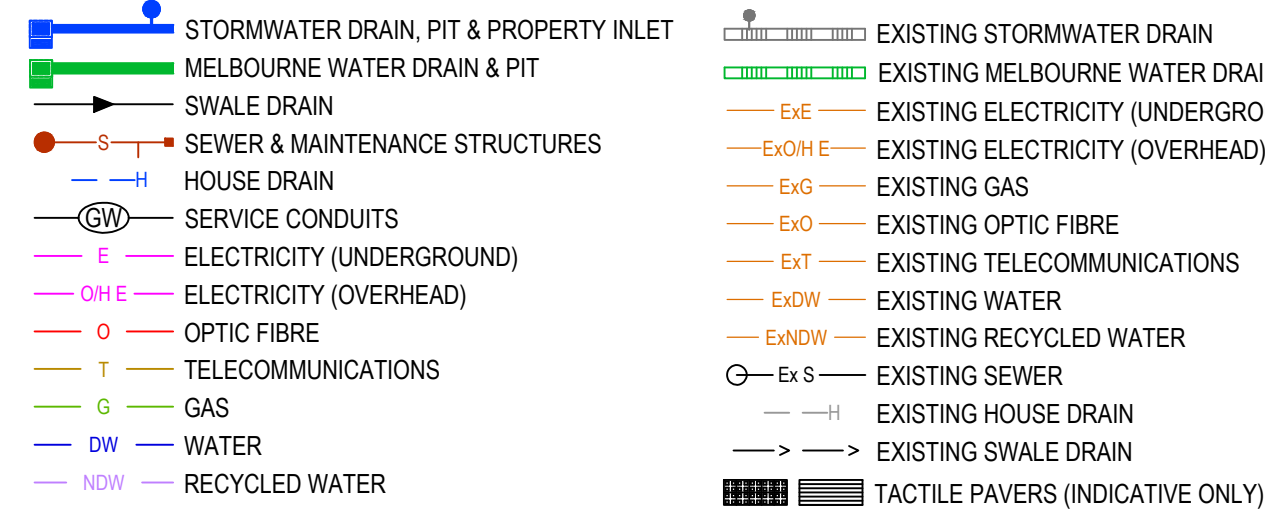 STORMWATER DRAIN, PIT & PROPERTY INLET
MELBOURNE WATER DRAIN & PIT
SWALE DRAIN
S SEWER & MAINTENANCE STRUCTURES
H HOUSE DRAIN
GW SERVICE CONDUITS
E ELECTRICITY (UNDERGROUND)
O/H E ELECTRICITY (OVERHEAD)
O OPTIC FIBRE
T TELECOMMUNICATIONS
G GAS
DW WATER
NDW RECYCLED WATER
EXISTING STORMWATER DRAIN
EXISTING MELBOURNE WATER DRAI
ExE EXISTING ELECTRICITY (UNDERGRO
ExO/H E EXISTING ELECTRICITY (OVERHEAD)
ExG EXISTING GAS
ExO EXISTING OPTIC FIBRE
ExT EXISTING TELECOMMUNICATIONS
ExDW EXISTING WATER
ExNDW EXISTING RECYCLED WATER
Ex S EXISTING SEWER
H EXISTING HOUSE DRAIN
> > EXISTING SWALE DRAIN
TACTILE PAVERS (INDICATIVE ONLY)